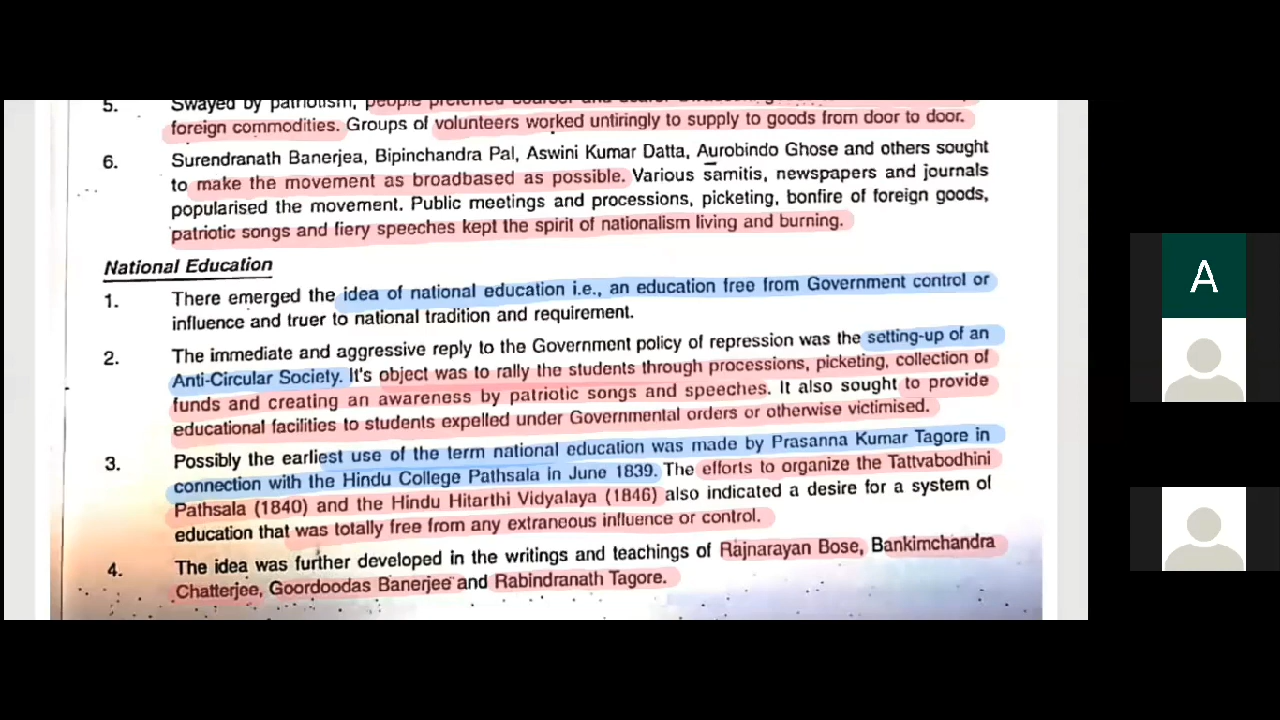 5. Swayed by patriotism, people preferred
foreign commodities. Groups of volunteers worked untiringly to supply to goods from door to door.
6. Surendranath Banerjea, Bipinchandra Pal, Aswini Kumar Datta, Aurobindo Ghose and others sought
to make the movement as broadbased as possible. Various samitis, newspapers and journals
popularised the movement. Public meetings and processions, picketing, bonfire of foreign goods,
patriotic songs and fiery speeches kept the spirit of nationalism living and burning.
National Education
1. There emerged the idea of national education i.e., an education free from Government control or
influence and truer to national tradition and requirement.
2. The immediate and aggressive reply to the Government policy of repression was the setting-up of an
Anti-Circular Society. It's object was to rally the students through processions, picketing, collection of
funds and creating an awareness by patriotic songs and speeches. It also sought to provide
educational facilities to students expelled under Governmental orders or otherwise victimised.
3. Possibly the earliest use of the term national education was made by Prasanna Kumar Tagore in
connection with the Hindu College Pathsala in June 1839. The efforts to organize the Tattvabodhini
Pathsala (1840) and the Hindu Hitarthi Vidyalaya (1846) also indicated a desire for a system of
education that was totally free from any extraneous influence or control.
4. The idea was further developed in the writings and teachings of Rajnarayan Bose, Bankimchandra
Chatterjee, Goordoodas Banerjee and Rabindranath Tagore.
A